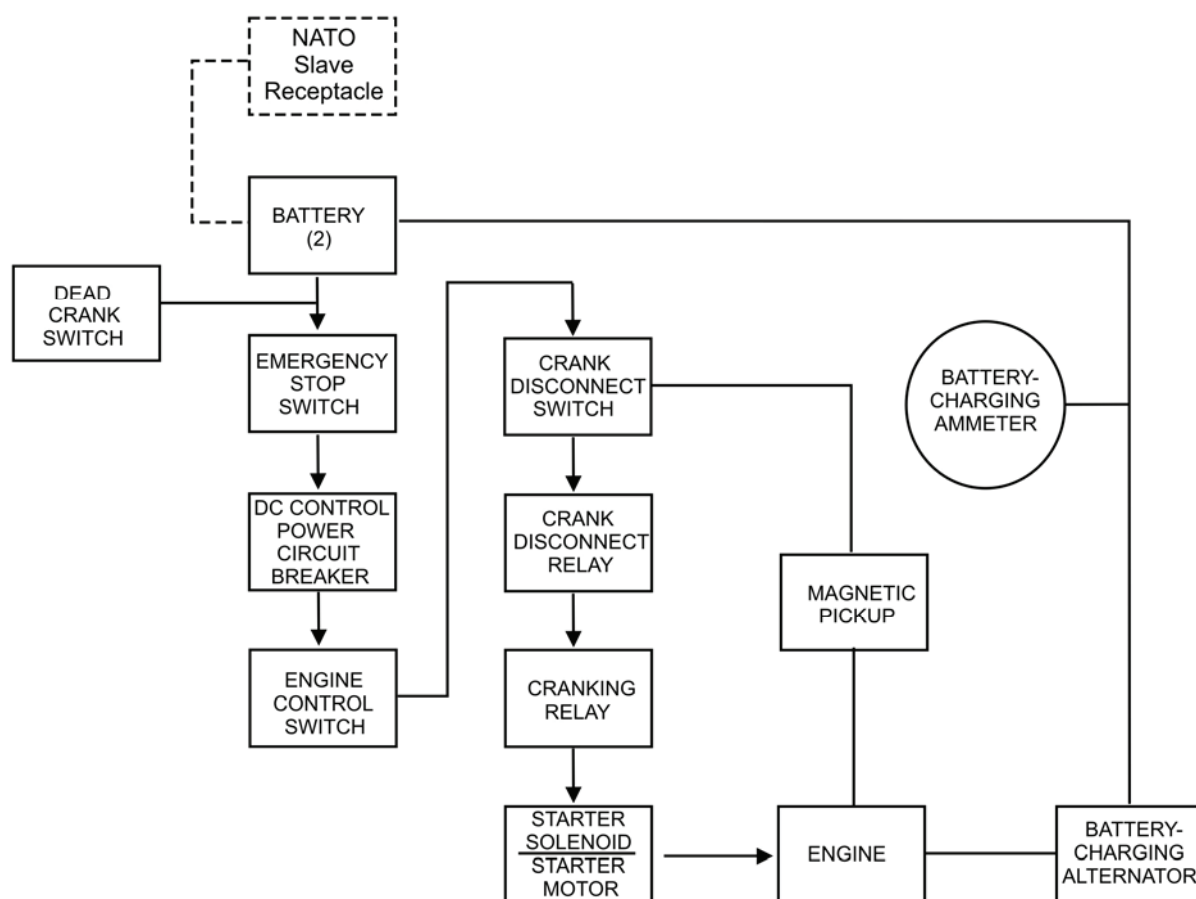 NATO
Slave
Receptacle
BATTERY
(2)
DEAD
CRANK
SWITCH
EMERGENCY
STOP
SWITCH
DC CONTROL
POWER
CIRCUIT
BREAKER
ENGINE
CONTROL
SWITCH
CRANK
DISCONNECT
SWITCH
CRANK
DISCONNECT
RELAY
CRANKING
RELAY
STARTER
SOLENOID
STARTER
MOTOR
BATTERY-
CHARGING
AMMETER
MAGNETIC
PICKUP
ENGINE
BATTERY-
CHARGING
ALTERNATOR